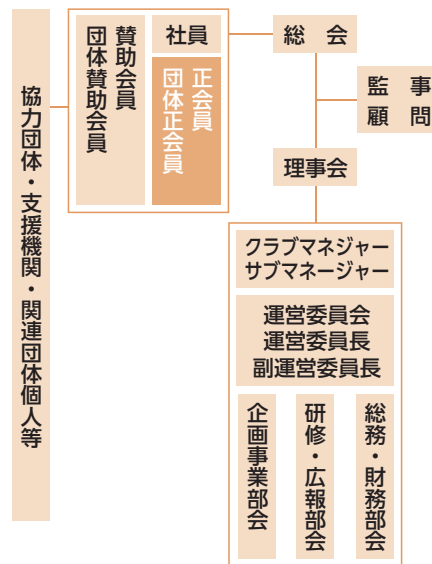 協力団体・支援機関・関連団体個人等
賛助会員
団体賛助会員
社員
正会員
団体正会員
総　会
監　事
顧　問
理事会
クラブマネジャー
サブマネージャー
運営委員会
運営委員長
副運営委員長
企画事業部会
研修・広報部会
総務・財務部会